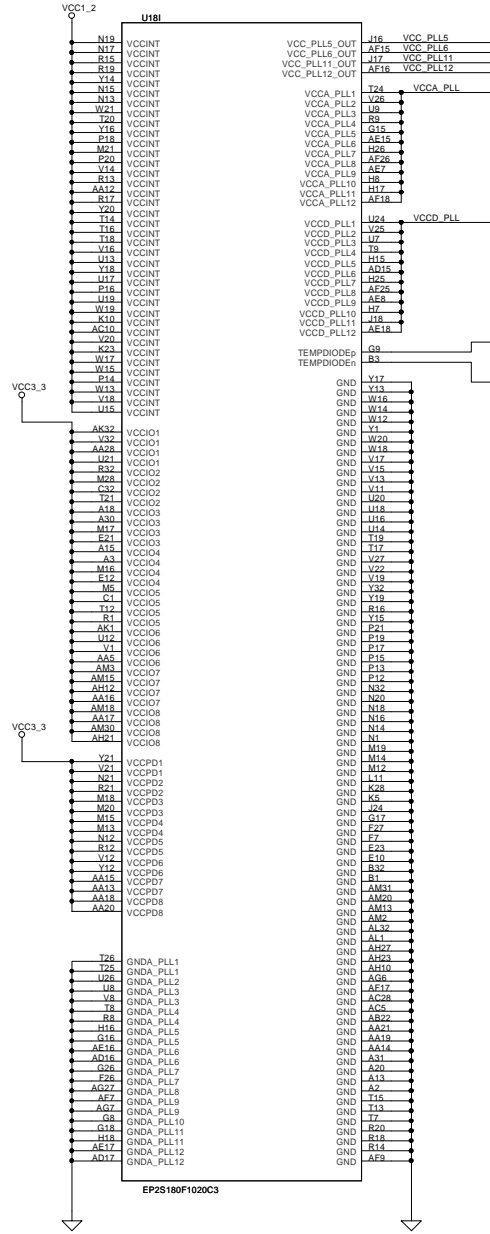 VCC1_2
U18I
N19 VCCINT
N17 VCCINT
R15 VCCINT
R19 VCCINT
Y14 VCCINT
N15 VCCINT
N13 VCCINT
W21 VCCINT
T20 VCCINT
Y16 VCCINT
P18 VCCINT
M21 VCCINT
P20 VCCINT
V14 VCCINT
R13 VCCINT
AA12 VCCINT
R17 VCCINT
Y20 VCCINT
T14 VCCINT
T16 VCCINT
T18 VCCINT
V16 VCCINT
U13 VCCINT
Y18 VCCINT
U17 VCCINT
P16 VCCINT
U19 VCCINT
W19 VCCINT
K10 VCCINT
AC10 VCCINT
V20 VCCINT
K23 VCCINT
W17 VCCINT
W15 VCCINT
P14 VCCINT
W13 VCCINT
V18 VCCINT
U15 VCCINT
VCC3_3
AK32 VCCIO1
V32 VCCIO1
AA28 VCCIO1
U21 VCCIO1
R32 VCCIO2
M28 VCCIO2
C32 VCCIO2
T21 VCCIO2
A18 VCCIO3
A30 VCCIO3
M17 VCCIO3
E21 VCCIO3
A15 VCCIO4
A3 VCCIO4
M16 VCCIO4
E12 VCCIO4
M5 VCCIO5
C1 VCCIO5
T12 VCCIO5
R1 VCCIO5
AK1 VCCIO6
U12 VCCIO6
V1 VCCIO6
AA5 VCCIO6
AM3 VCCIO7
AM15 VCCIO7
AH12 VCCIO7
AA16 VCCIO7
AM18 VCCIO8
AA17 VCCIO8
AM30 VCCIO8
AH21 VCCIO8
VCC3_3
Y21 VCCPD1
V21 VCCPD1
N21 VCCPD2
R21 VCCPD2
M18 VCCPD3
M20 VCCPD3
M15 VCCPD4
M13 VCCPD4
N12 VCCPD5
R12 VCCPD5
V12 VCCPD6
Y12 VCCPD6
AA15 VCCPD7
AA13 VCCPD7
AA18 VCCPD8
AA20 VCCPD8
T26 GNDA_PLL1
T25 GNDA_PLL1
U26 GNDA_PLL2
U8 GNDA_PLL3
V8 GNDA_PLL3
T8 GNDA_PLL4
R8 GNDA_PLL4
H16 GNDA_PLL5
G16 GNDA_PLL5
AE16 GNDA_PLL6
AD16 GNDA_PLL6
G26 GNDA_PLL7
F26 GNDA_PLL7
AG27 GNDA_PLL8
AF7 GNDA_PLL9
AG7 GNDA_PLL9
G8 GNDA_PLL10
G18 GNDA_PLL11
H18 GNDA_PLL11
AE17 GNDA_PLL12
AD17 GNDA_PLL12
VCC_PLL5_OUT J16 VCC_PLL5
VCC_PLL6_OUT AF15 VCC_PLL6
VCC_PLL11_OUT J17 VCC_PLL11
VCC_PLL12_OUT AF16 VCC_PLL12
VCCA_PLL1 T24 VCCA_PLL
VCCA_PLL2 V26
VCCA_PLL3 U9
VCCA_PLL4 R9
VCCA_PLL5 G15
VCCA_PLL6 AE15
VCCA_PLL7 H26
VCCA_PLL8 AF26
VCCA_PLL9 AE7
VCCA_PLL10 H8
VCCA_PLL11 H17
VCCA_PLL12 AF18
VCCD_PLL1 U24 VCCD_PLL
VCCD_PLL2 V25
VCCD_PLL3 U7
VCCD_PLL4 T9
VCCD_PLL5 H15
VCCD_PLL6 AD15
VCCD_PLL7 H25
VCCD_PLL8 AF25
VCCD_PLL9 AE8
VCCD_PLL10 H7
VCCD_PLL11 J18
VCCD_PLL12 AE18
TEMPDIODEp G9
TEMPDIODEn B3
GND Y17
GND Y13
GND W16
GND W14
GND W12
GND Y1
GND W20
GND W18
GND V17
GND V15
GND V13
GND V11
GND U20
GND U18
GND U16
GND U14
GND T19
GND T17
GND V27
GND V22
GND V19
GND Y32
GND Y19
GND R16
GND Y15
GND P21
GND P19
GND P17
GND P15
GND P13
GND P12
GND N32
GND N20
GND N18
GND N16
GND N14
GND N1
GND M19
GND M14
GND M12
GND L11
GND K28
GND K5
GND J24
GND G17
GND F27
GND F7
GND E23
GND E10
GND B32
GND B1
GND AM31
GND AM20
GND AM13
GND AM2
GND AL32
GND AL1
GND AH27
GND AH23
GND AH10
GND AG6
GND AF17
GND AC28
GND AC5
GND AB22
GND AA21
GND AA19
GND AA14
GND A31
GND A20
GND A13
GND A2
GND T15
GND T13
GND T7
GND R20
GND R18
GND R14
GND AF9
EP2S180F1020C3